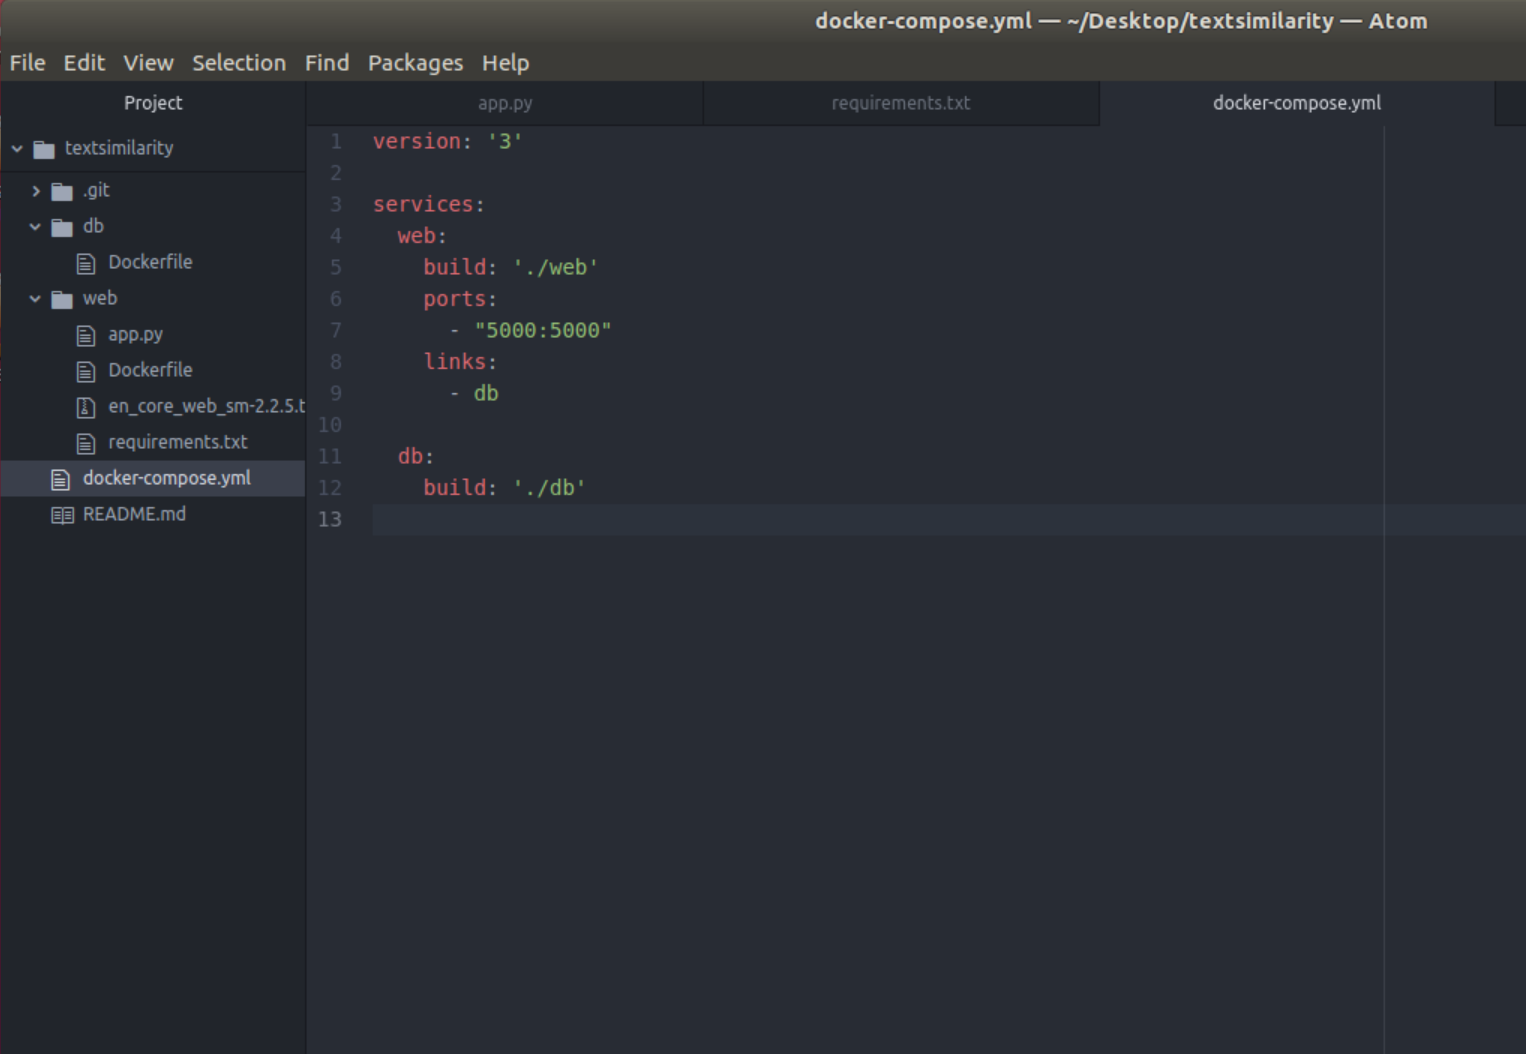 docker-compose.yml — ~/Desktop/textsimilarity — Atom
File Edit View Selection Find Packages Help
Project
textsimilarity
.git
db
Dockerfile
web
app.py
Dockerfile
en_core_web_sm-2.2.5.t
requirements.txt
docker-compose.yml
README.md
app.py requirements.txt docker-compose.yml
1 version: '3'
2
3 services:
4 web:
5 build: './web'
6 ports:
7 - "5000:5000"
8 links:
9 - db
10
11 db:
12 build: './db'
13